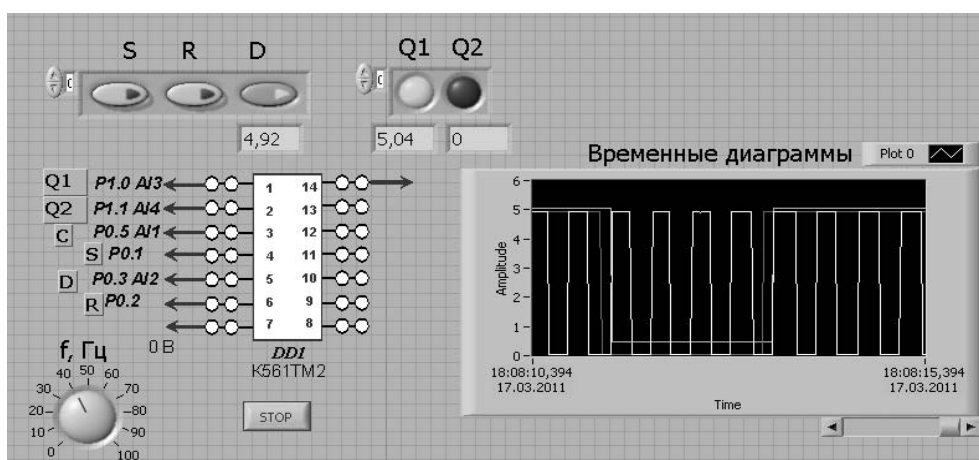 S R D
Q1 Q2
4,92 5,04 0
Временные диаграммы Plot 0
Q1 P1.0 AI3 1 14
Q2 P1.1 AI4 2 13
C P0.5 AI1 3 12
S P0.1 4 11
D P0.3 AI2 5 10
R P0.2 6 9
7 8
0 В
DD1
К561ТМ2
f, Гц
0 10 20 30 40 50 60 70 80 90 100
STOP
Amplitude
6
5
4
3
2
1
0
18:08:10,394 18:08:15,394
17.03.2011 17.03.2011
Time